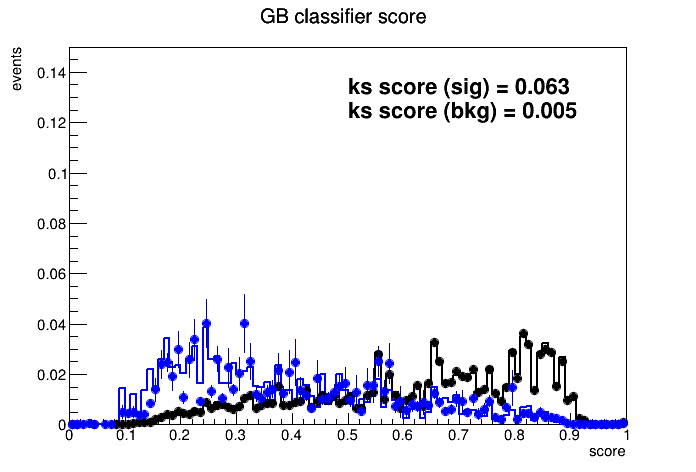 GB classifier score
events
ks score (sig) = 0.063
ks score (bkg) = 0.005
0.14
0.12
0.1
0.08
0.06
0.04
0.02
0
0 0.1 0.2 0.3 0.4 0.5 0.6 0.7 0.8 0.9 1
score